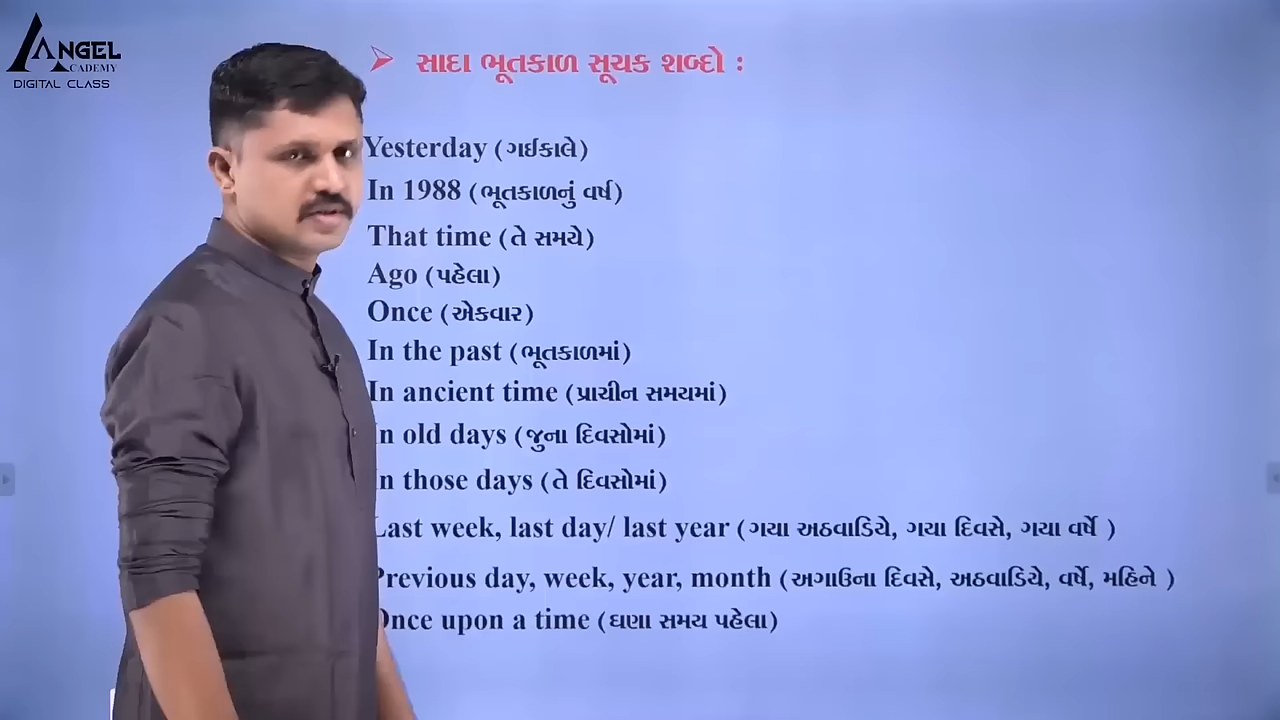 ANGEL
ACADEMY
DIGITAL CLASS
➢ સાદા ભૂતકાળ સૂચક શબ્દો :
Yesterday (ગઈકાલે)
In 1988 (ભૂતકાળનું વર્ષ)
That time (તે સમયે)
Ago (પહેલા)
Once (એકવાર)
In the past (ભૂતકાળમાં)
In ancient time (પ્રાચીન સમયમાં)
In old days (જુના દિવસોમાં)
In those days (તે દિવસોમાં)
Last week, last day/ last year (ગયા અઠવાડિયે, ગયા દિવસે, ગયા વર્ષે )
Previous day, week, year, month (અગાઉના દિવસે, અઠવાડિયે, વર્ષે, મહિને )
Once upon a time (ઘણા સમય પહેલા)